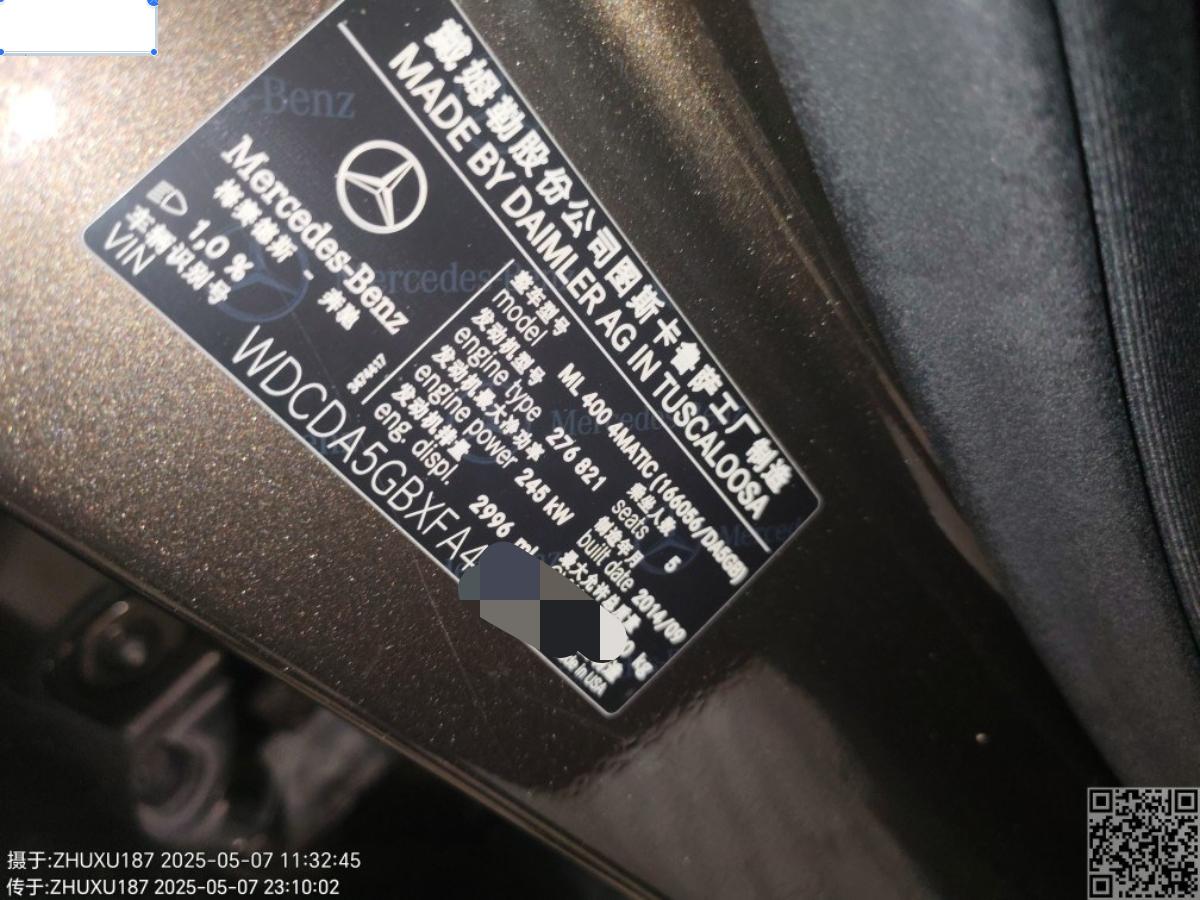 戴姆勒股份公司图斯卡鲁萨工厂制造
MADE BY DAIMLER AG IN TUSCALOOSA
Mercedes-Benz
梅赛德斯 - 奔驰
1,0 %
车辆识别号
VIN
WDCDA5GBXFA4
3474417
整车型号
model
ML 400 4MATIC (166056/DA5GB)
发动机型号
engine type
276 821
发动机最大净功率
engine power
245 kW
发动机排量
eng. displ.
2996 ml
乘坐人数
seats
5
制造年月
built date
2014/09
最大允许总质量
0 kg
in USA
摄于:ZHUXU187 2025-05-07 11:32:45
传于:ZHUXU187 2025-05-07 23:10:02